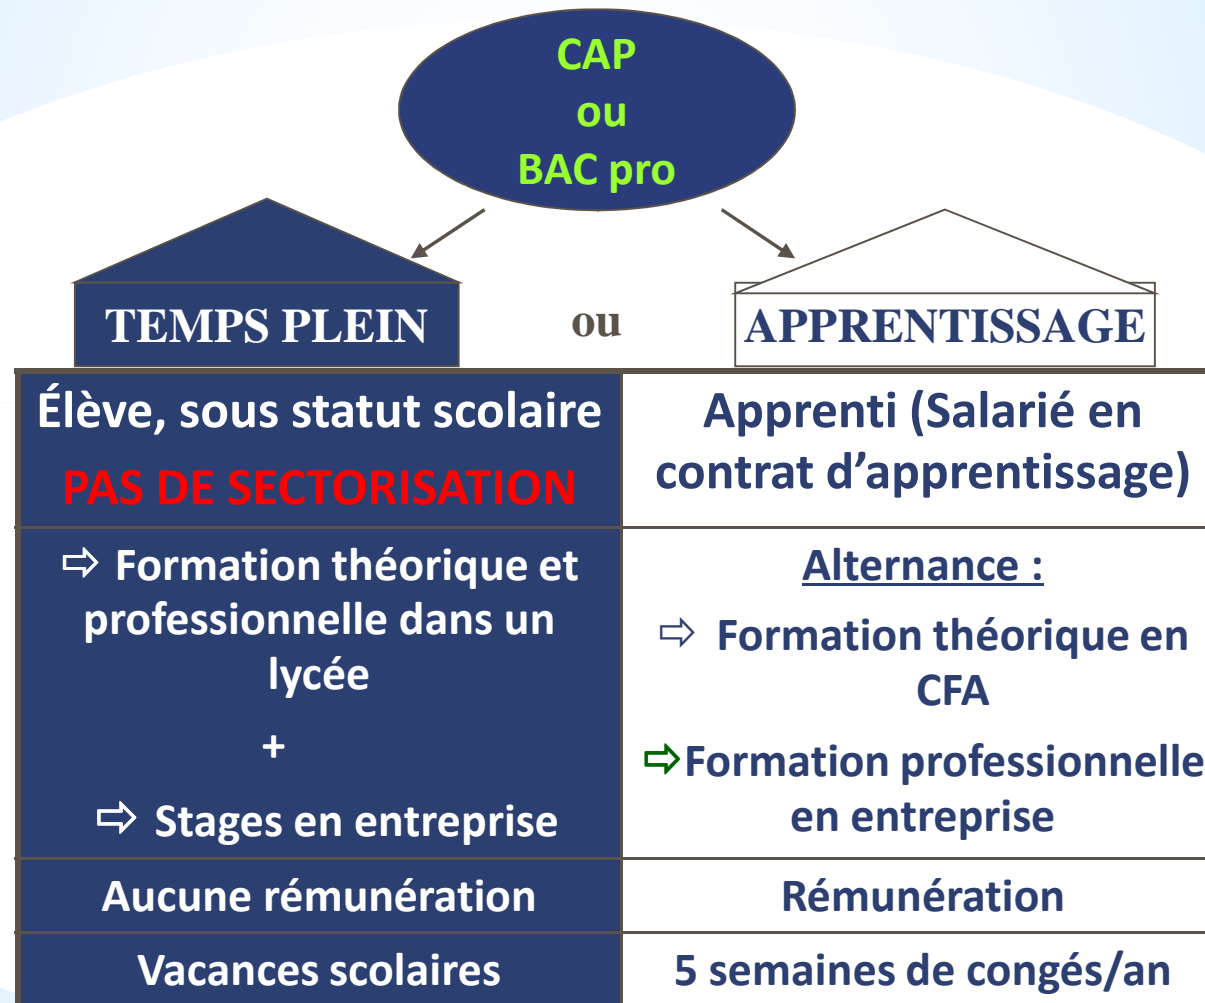 CAP
ou
BAC pro
TEMPS PLEIN
ou
APPRENTISSAGE
Élève, sous statut scolaire
PAS DE SECTORISATION
Apprenti (Salarié en
contrat d’apprentissage)
⇨ Formation théorique et
professionnelle dans un
lycée
+
⇨ Stages en entreprise
Alternance :
⇨ Formation théorique en
CFA
⇨Formation professionnelle
en entreprise
Aucune rémunération
Rémunération
Vacances scolaires
5 semaines de congés/an